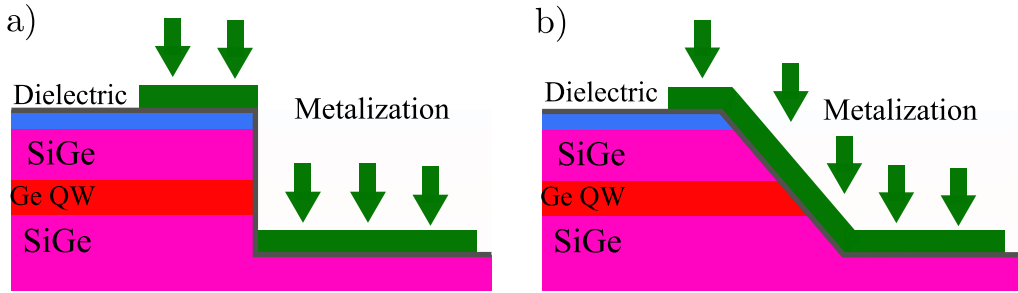 a)
Dielectric
Metalization
SiGe
Ge QW
SiGe
b)
Dielectric
Metalization
SiGe
Ge QW
SiGe